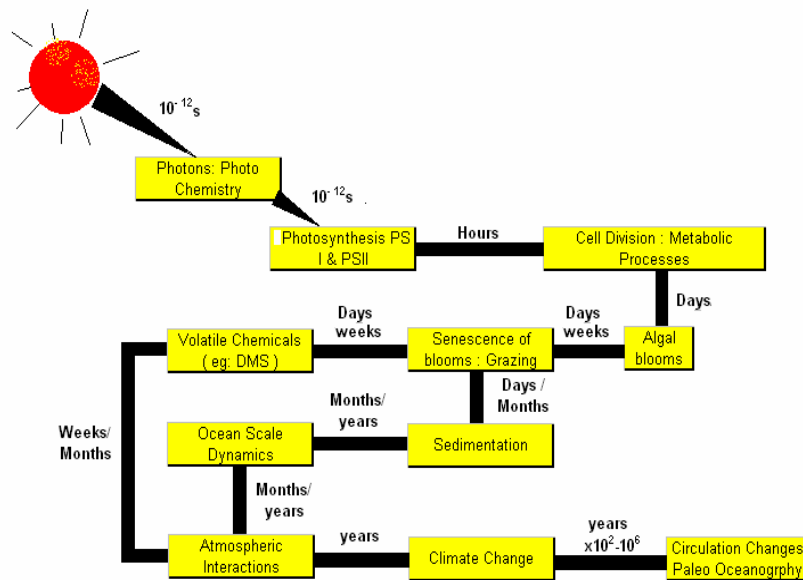 10⁻¹²s
Photons: Photo
Chemistry
10⁻¹²s
Photosynthesis PS
I & PSII
Hours
Cell Division : Metabolic
Processes
Days
Algal
blooms
Days
weeks
Senescence of
blooms : Grazing
Days
weeks
Volatile Chemicals
( eg: DMS )
Days /
Months
Sedimentation
Months/
years
Ocean Scale
Dynamics
Weeks/
Months
Months/
years
Atmospheric
Interactions
years
Climate Change
years
x10²-10⁶
Circulation Changes
Paleo Oceanogrphy